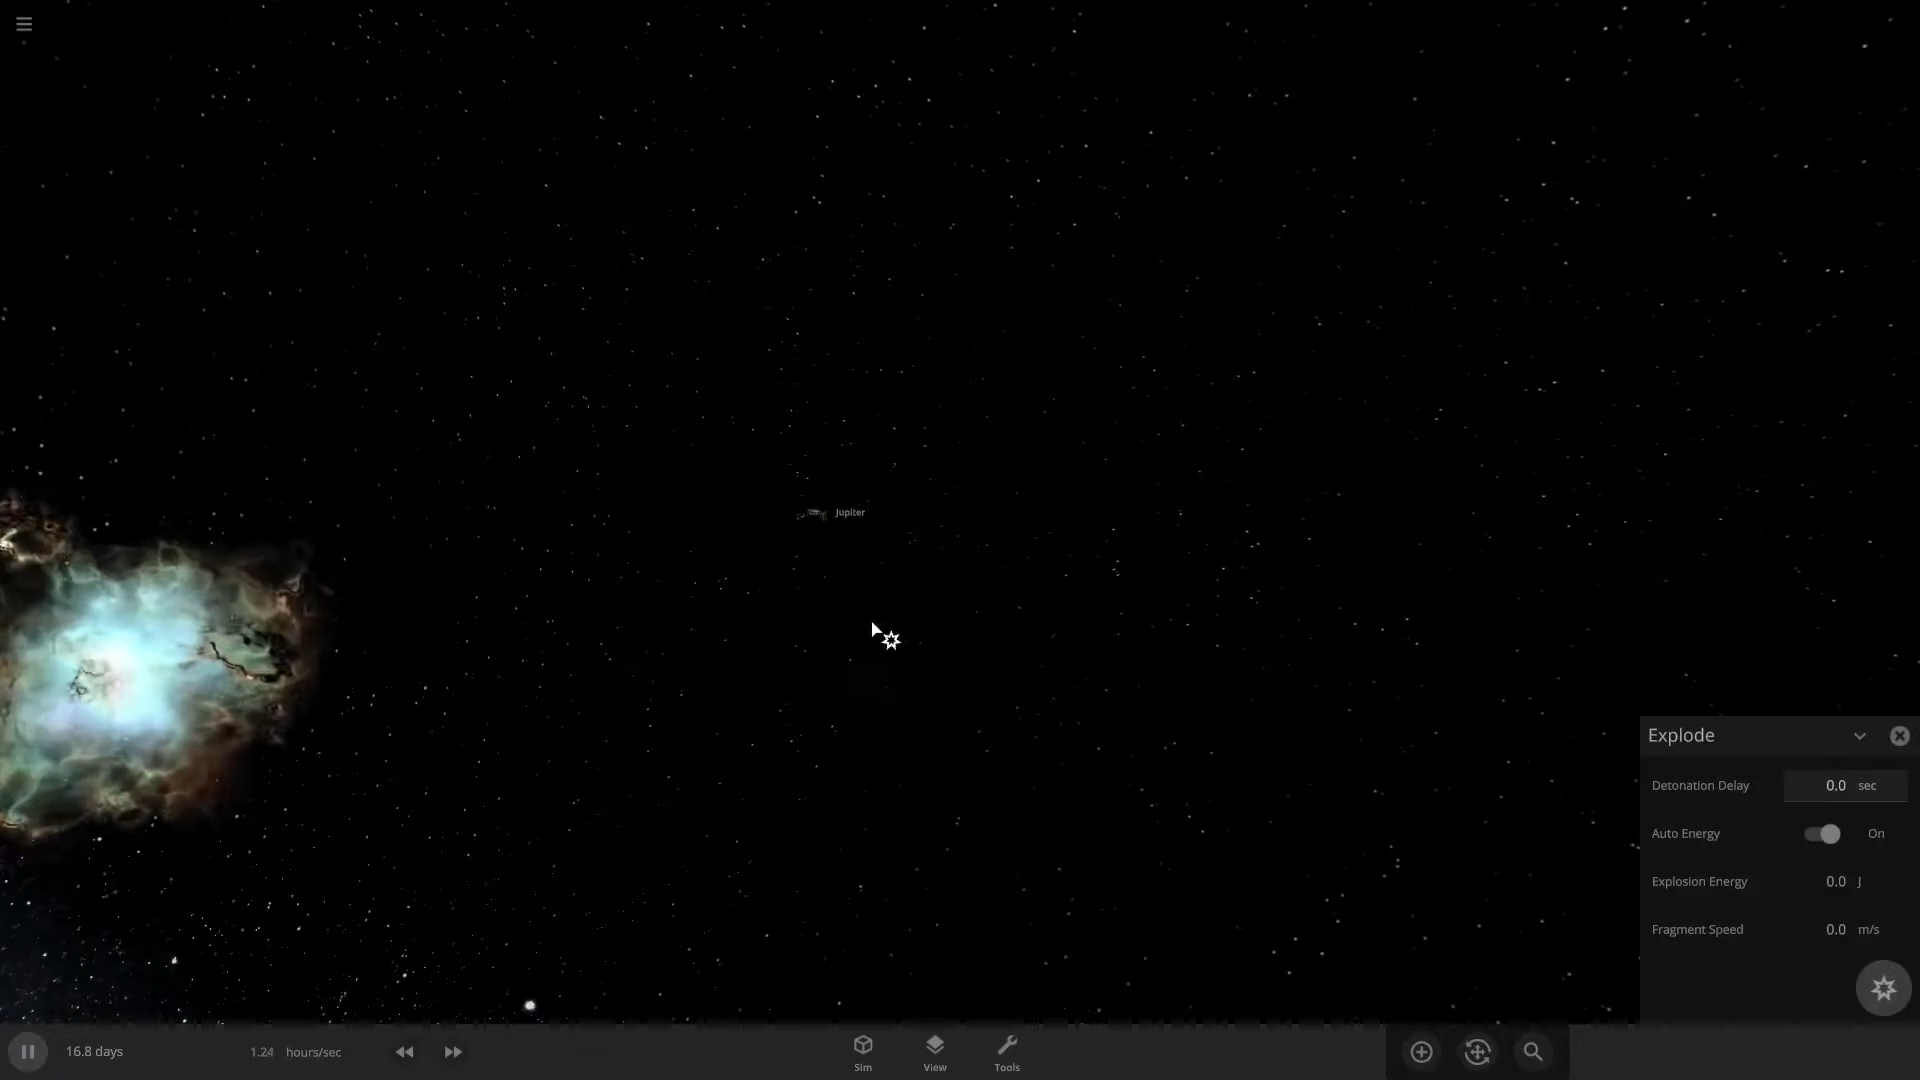 Jupiter
Explode
Detonation Delay 0.0 sec
Auto Energy On
Explosion Energy 0.0 J
Fragment Speed 0.0 m/s
16.8 days 1.24 hours/sec
Sim View Tools